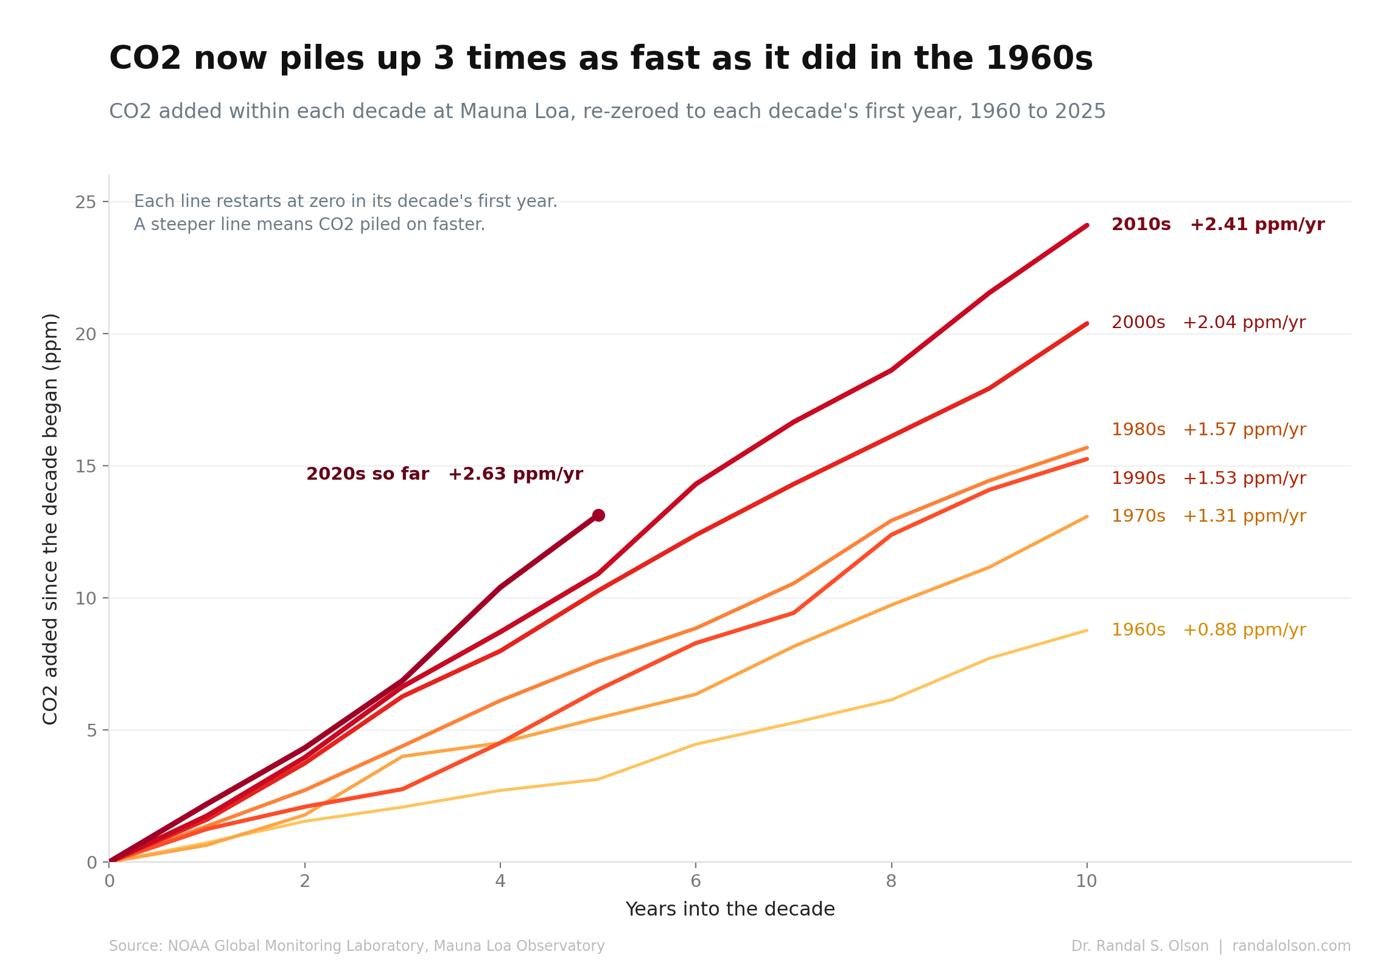 CO2 now piles up 3 times as fast as it did in the 1960s
CO2 added within each decade at Mauna Loa, re-zeroed to each decade's first year, 1960 to 2025
Each line restarts at zero in its decade's first year.
A steeper line means CO2 piled on faster.
CO2 added since the decade began (ppm)
25
20
15
10
5
0
2010s +2.41 ppm/yr
2000s +2.04 ppm/yr
1980s +1.57 ppm/yr
2020s so far +2.63 ppm/yr
1990s +1.53 ppm/yr
1970s +1.31 ppm/yr
1960s +0.88 ppm/yr
0 2 4 6 8 10
Years into the decade
Source: NOAA Global Monitoring Laboratory, Mauna Loa Observatory
Dr. Randal S. Olson | randalolson.com